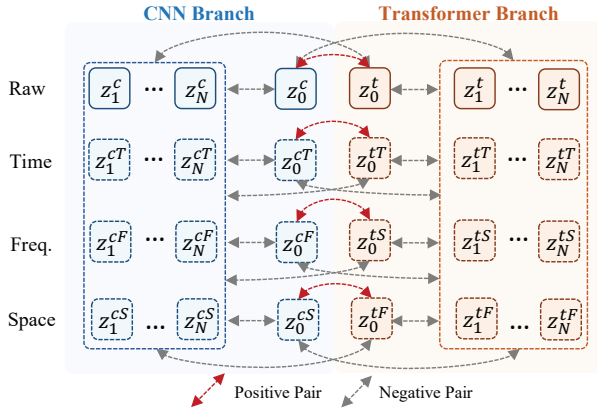 CNN Branch Transformer Branch
Raw z_1^c ... z_N^c z_0^c z_0^t z_1^t ... z_N^t
Time z_1^{cT} ... z_N^{cT} z_0^{cT} z_0^{tT} z_1^{tT} ... z_N^{tT}
Freq. z_1^{cF} ... z_N^{cF} z_0^{cF} z_0^{tS} z_1^{tS} ... z_N^{tS}
Space z_1^{cS} ... z_N^{cS} z_0^{cS} z_0^{tF} z_1^{tF} ... z_N^{tF}
Positive Pair Negative Pair